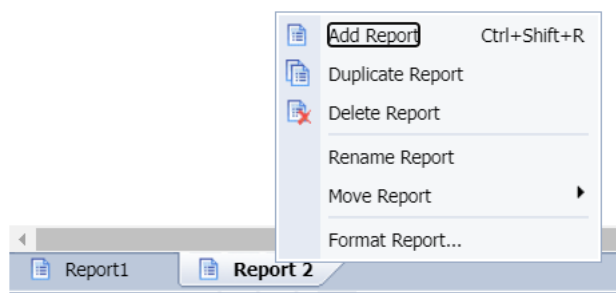 Add Report Ctrl+Shift+R
Duplicate Report
Delete Report
Rename Report
Move Report
Format Report...
Report1 Report 2